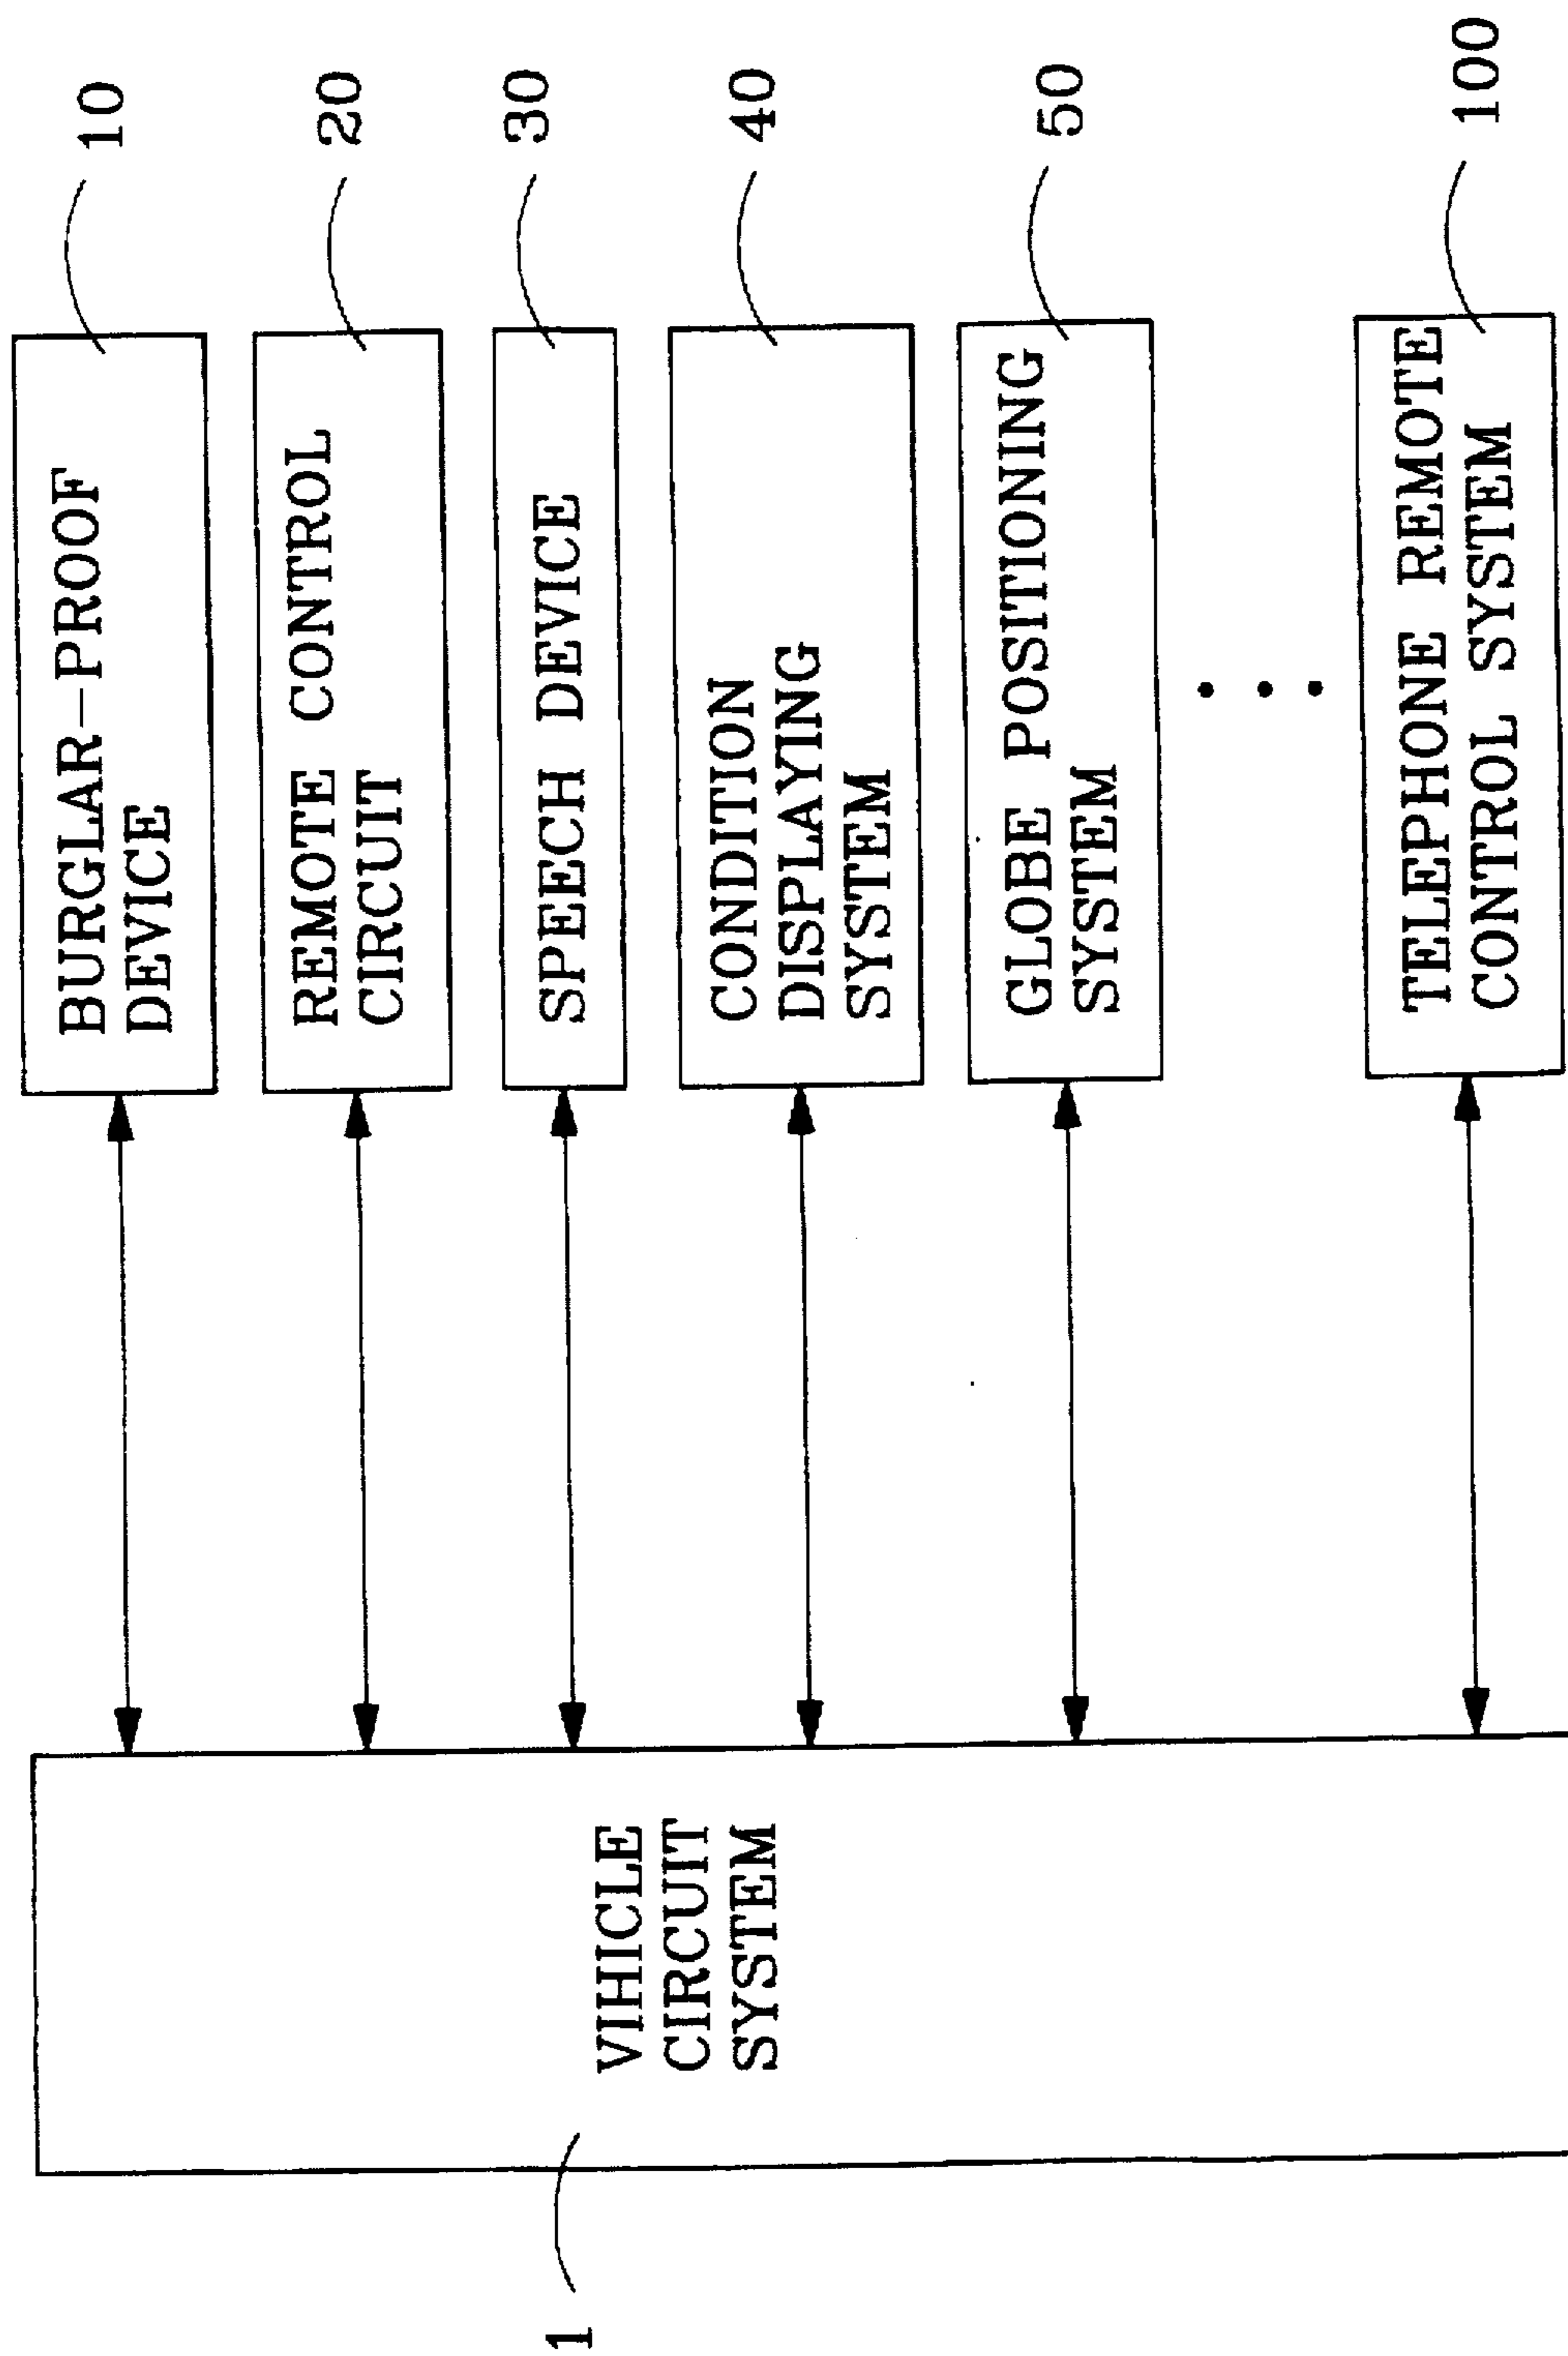 1
VIHICLE
CIRCUIT
SYSTEM
BURGLAR-PROOF
DEVICE
10
REMOTE CONTROL
CIRCUIT
20
SPEECH DEVICE
30
CONDITION
DISPLAYING
SYSTEM
40
GLOBE POSITIONING
SYSTEM
50
TELEPHONE REMOTE
CONTROL SYSTEM
100